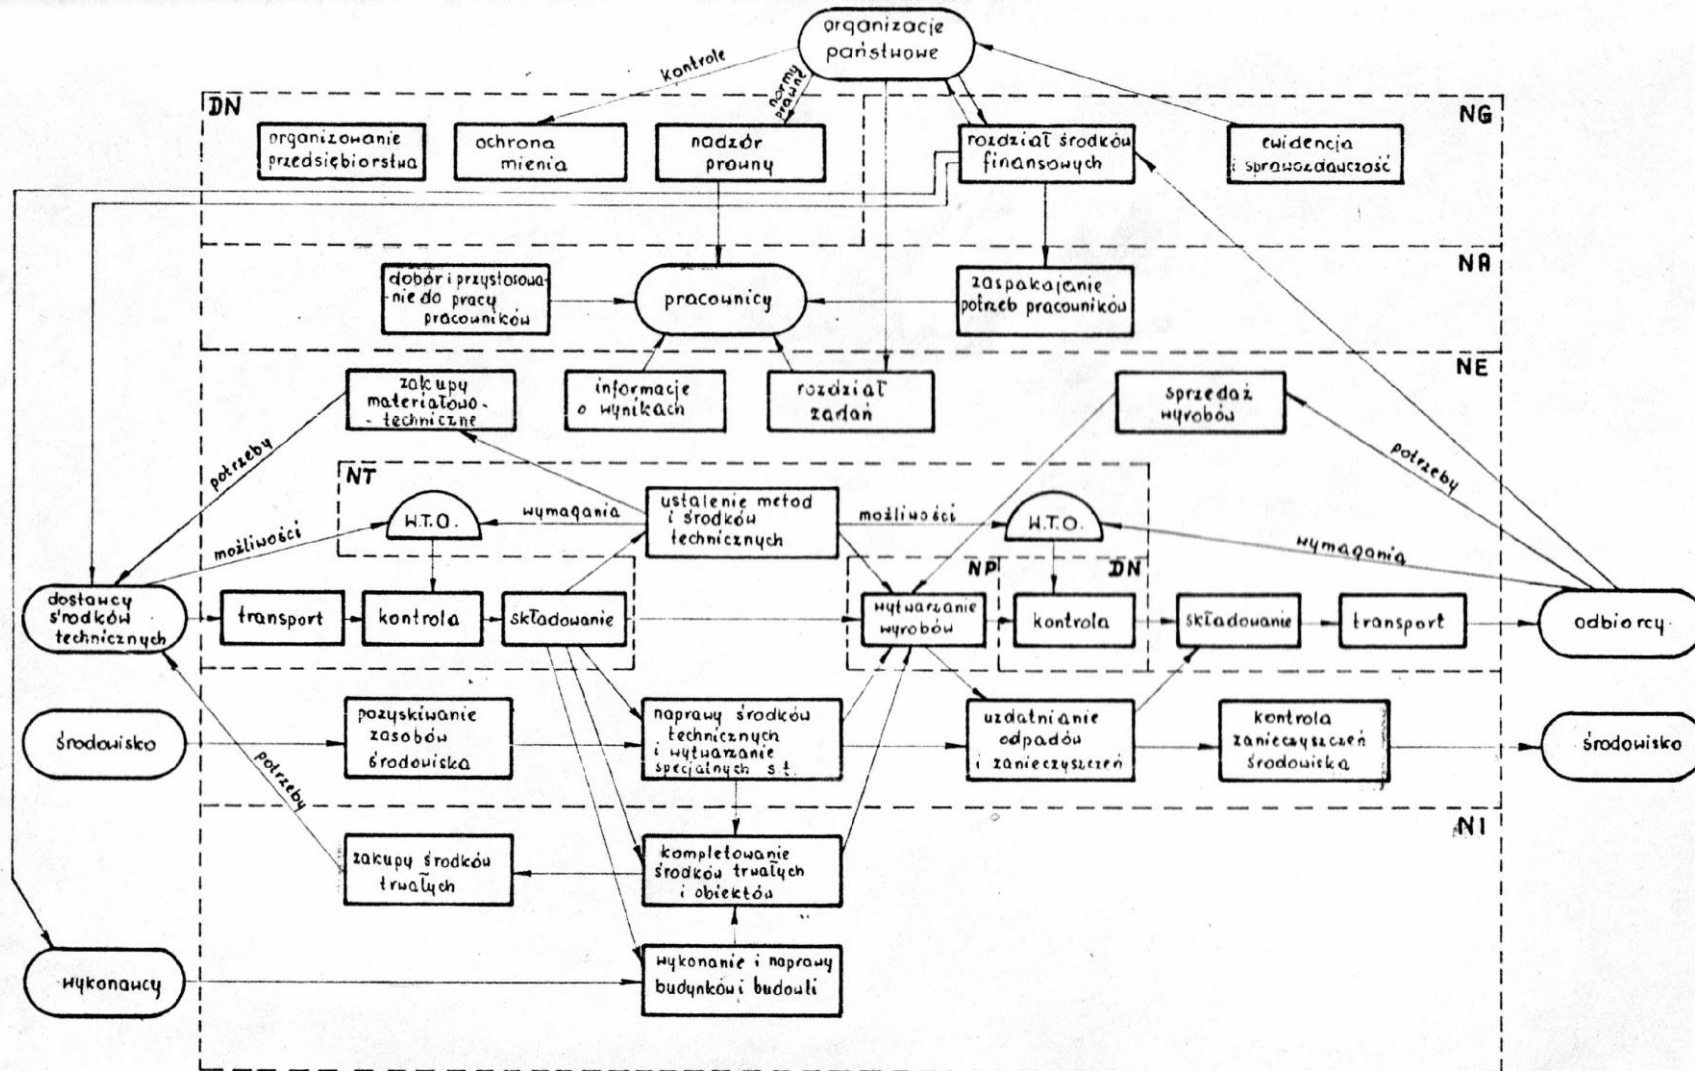 organizacje
państwowe
kontrole
normy
prawne
DN
NG
organizowanie
przedsiębiorstwa
ochrona
mienia
nadzór
prawny
rozdział środków
finansowych
ewidencja
i sprawozdawczość
NA
dobór i przystosowa-
-nie do pracy
pracowników
pracownicy
zaspakajanie
potrzeb pracowników
NE
zakupy
materiałowo-
-techniczne
informacje
o wynikach
rozdział
zadań
sprzedaż
wyrobów
potrzeby
potrzeby
NT
W.T.O.
wymagania
ustalenie metod
i środków
technicznych
możliwości
W.T.O.
wymagania
możliwości
NP
DN
dostawcy
środków
technicznych
transport
kontrola
składowanie
wytwarzanie
wyrobów
kontrola
składowanie
transport
odbiorcy
środowisko
pozyskiwanie
zasobów
środowiska
naprawy środków
technicznych
i wytwarzanie
specjalnych śt.
uzdatnianie
odpadów
i zanieczyszczeń
kontrola
zanieczyszczeń
środowiska
środowisko
potrzeby
NI
zakupy środków
trwałych
kompletowanie
środków trwałych
i obiektów
wykonawcy
wykonanie i naprawy
budynków i budowli